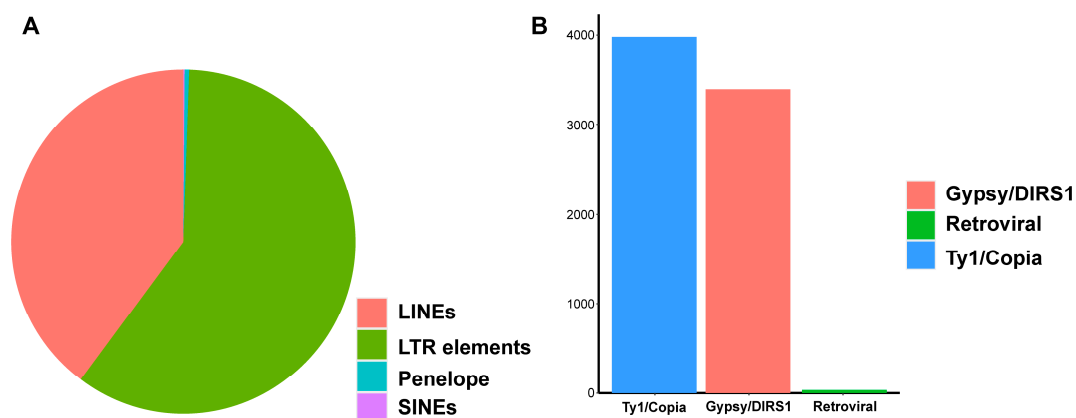 A
LINEs
LTR elements
Penelope
SINEs
B
4000
3000
2000
1000
0
Ty1/Copia
Gypsy/DIRS1
Retroviral
Gypsy/DIRS1
Retroviral
Ty1/Copia